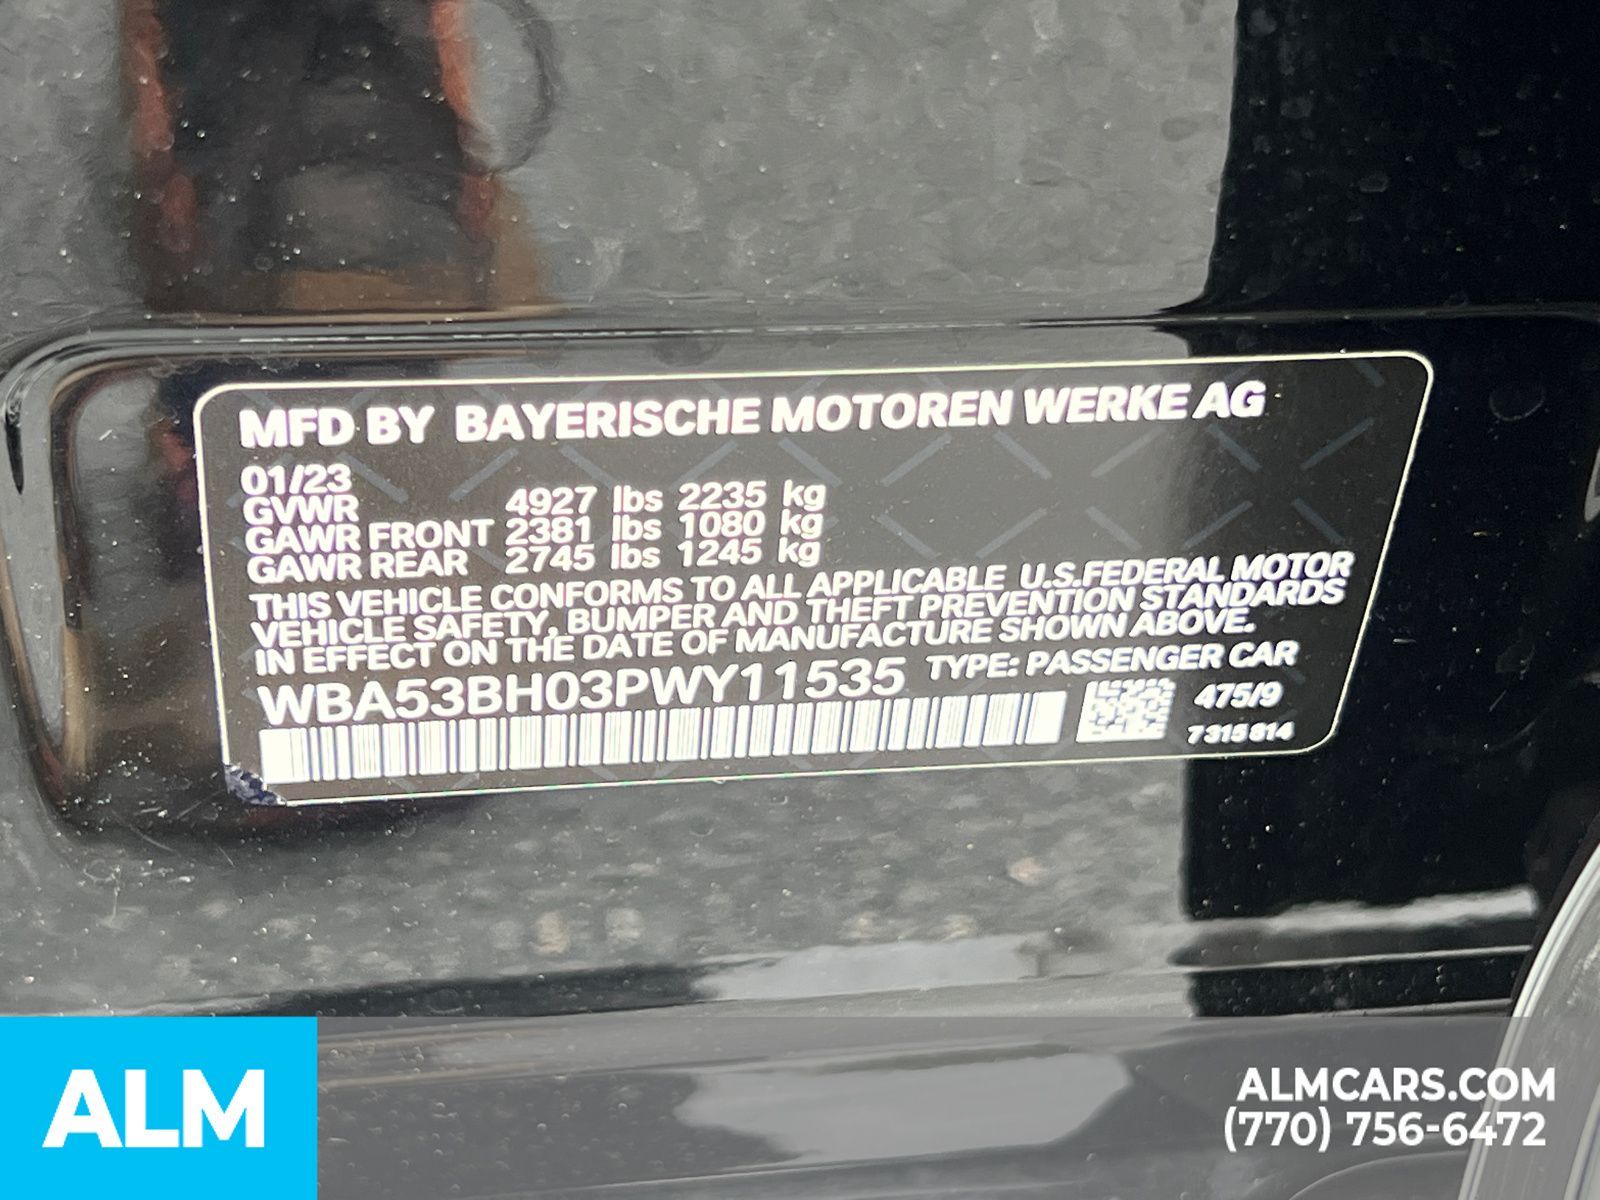 MFD BY BAYERISCHE MOTOREN WERKE AG
01/23
GVWR 4927 lbs 2235 kg
GAWR FRONT 2381 lbs 1080 kg
GAWR REAR 2745 lbs 1245 kg
THIS VEHICLE CONFORMS TO ALL APPLICABLE U.S.FEDERAL MOTOR
VEHICLE SAFETY, BUMPER AND THEFT PREVENTION STANDARDS
IN EFFECT ON THE DATE OF MANUFACTURE SHOWN ABOVE.
WBA53BH03PWY11535 TYPE: PASSENGER CAR
475/9
7315814
ALM
ALMCARS.COM
(770) 756-6472